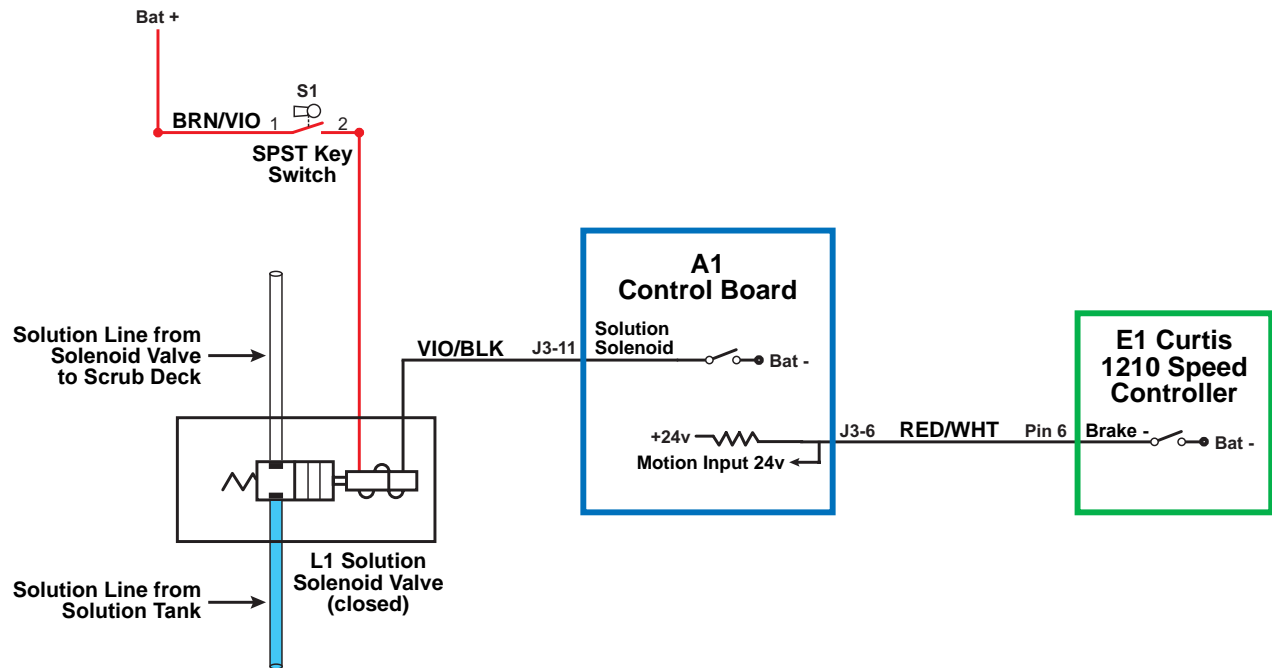 Bat +
S1
BRN/VIO 1 2
SPST Key
Switch
A1
Control Board
Solution Line from
Solenoid Valve
to Scrub Deck
VIO/BLK J3-11
Solution
Solenoid
Bat -
E1 Curtis
1210 Speed
Controller
+24v
Motion Input 24v
J3-6 RED/WHT Pin 6
Brake -
Bat -
L1 Solution
Solenoid Valve
(closed)
Solution Line from
Solution Tank